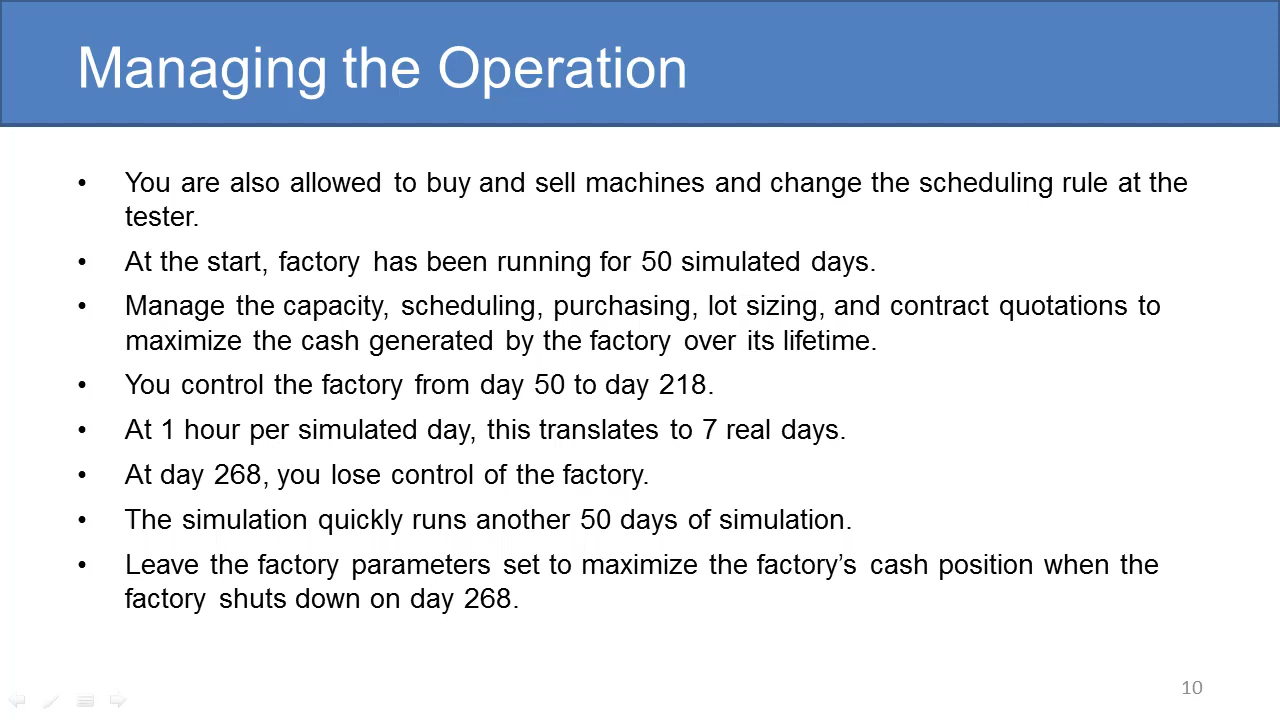 Managing the Operation
• You are also allowed to buy and sell machines and change the scheduling rule at the
tester.
• At the start, factory has been running for 50 simulated days.
• Manage the capacity, scheduling, purchasing, lot sizing, and contract quotations to
maximize the cash generated by the factory over its lifetime.
• You control the factory from day 50 to day 218.
• At 1 hour per simulated day, this translates to 7 real days.
• At day 268, you lose control of the factory.
• The simulation quickly runs another 50 days of simulation.
• Leave the factory parameters set to maximize the factory’s cash position when the
factory shuts down on day 268.
10